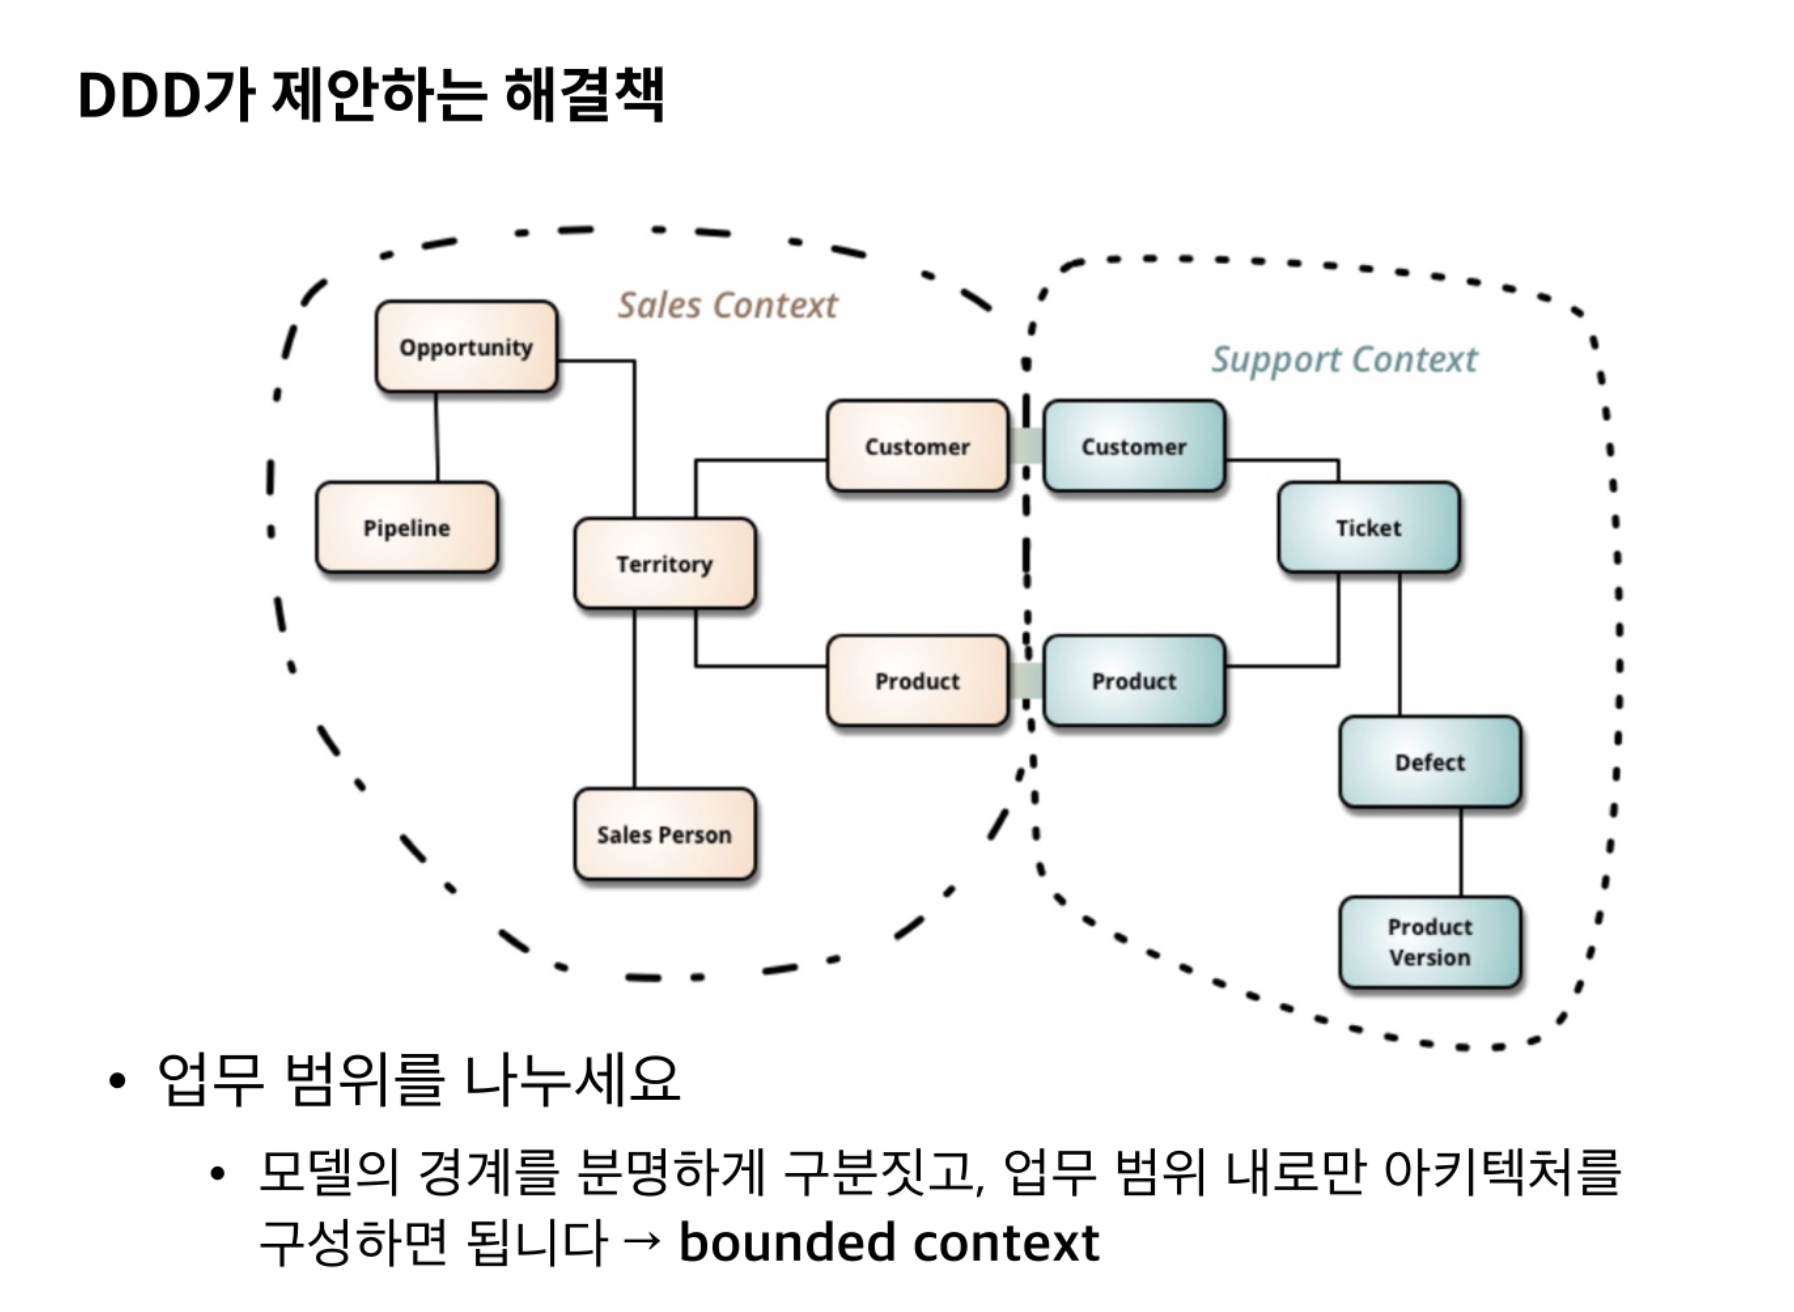 DDD가 제안하는 해결책
Sales Context
Opportunity
Support Context
Customer
Customer
Pipeline
Ticket
Territory
Product
Product
Defect
Sales Person
Product
Version
• 업무 범위를 나누세요
• 모델의 경계를 분명하게 구분짓고, 업무 범위 내로만 아키텍처를
구성하면 됩니다 → bounded context